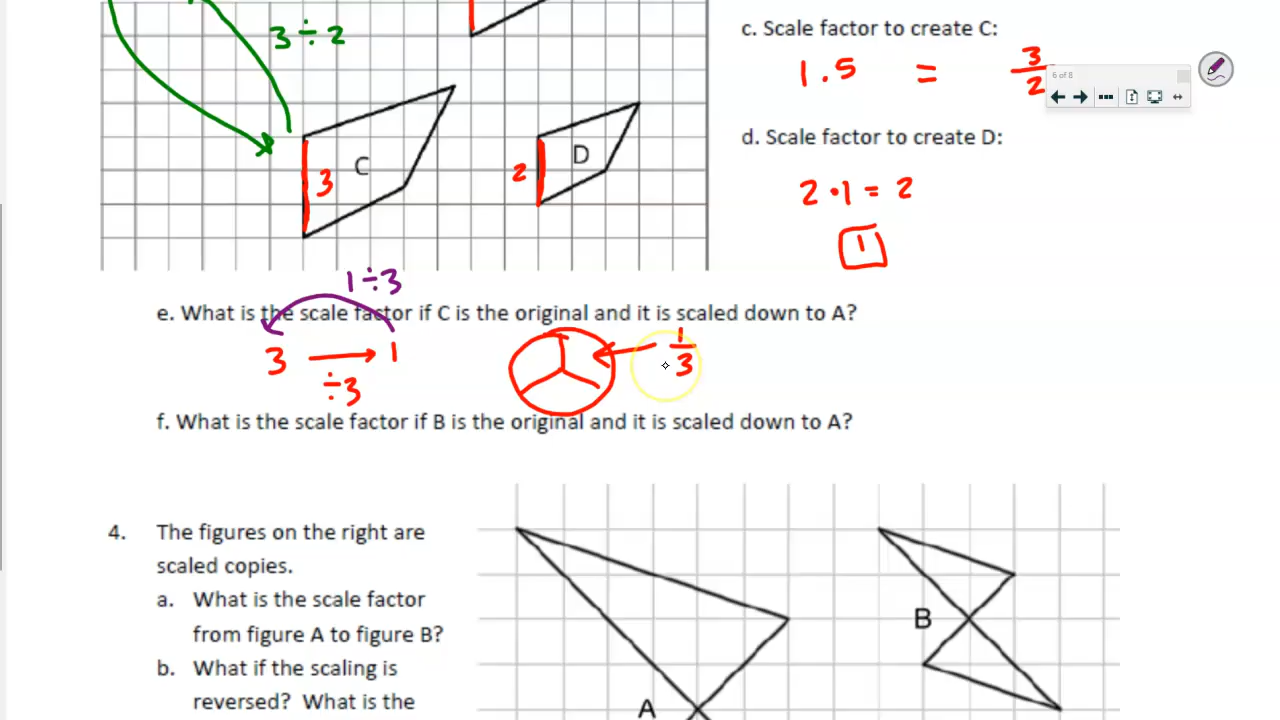 3 ÷ 2
c. Scale factor to create C:
1.5 = 3/2
6 of 8
C
3
D
2
d. Scale factor to create D:
2 · 1 = 2
1
1 ÷ 3
e. What is the scale factor if C is the original and it is scaled down to A?
3 → 1
÷3
1/3
f. What is the scale factor if B is the original and it is scaled down to A?
4. The figures on the right are
scaled copies.
a. What is the scale factor
from figure A to figure B?
b. What if the scaling is
reversed? What is the
A
B